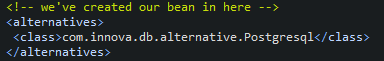 <!-- we've created our bean in here -->
<alternatives>
<class>com.innova.db.alternative.Postgresql</class>
</alternatives>